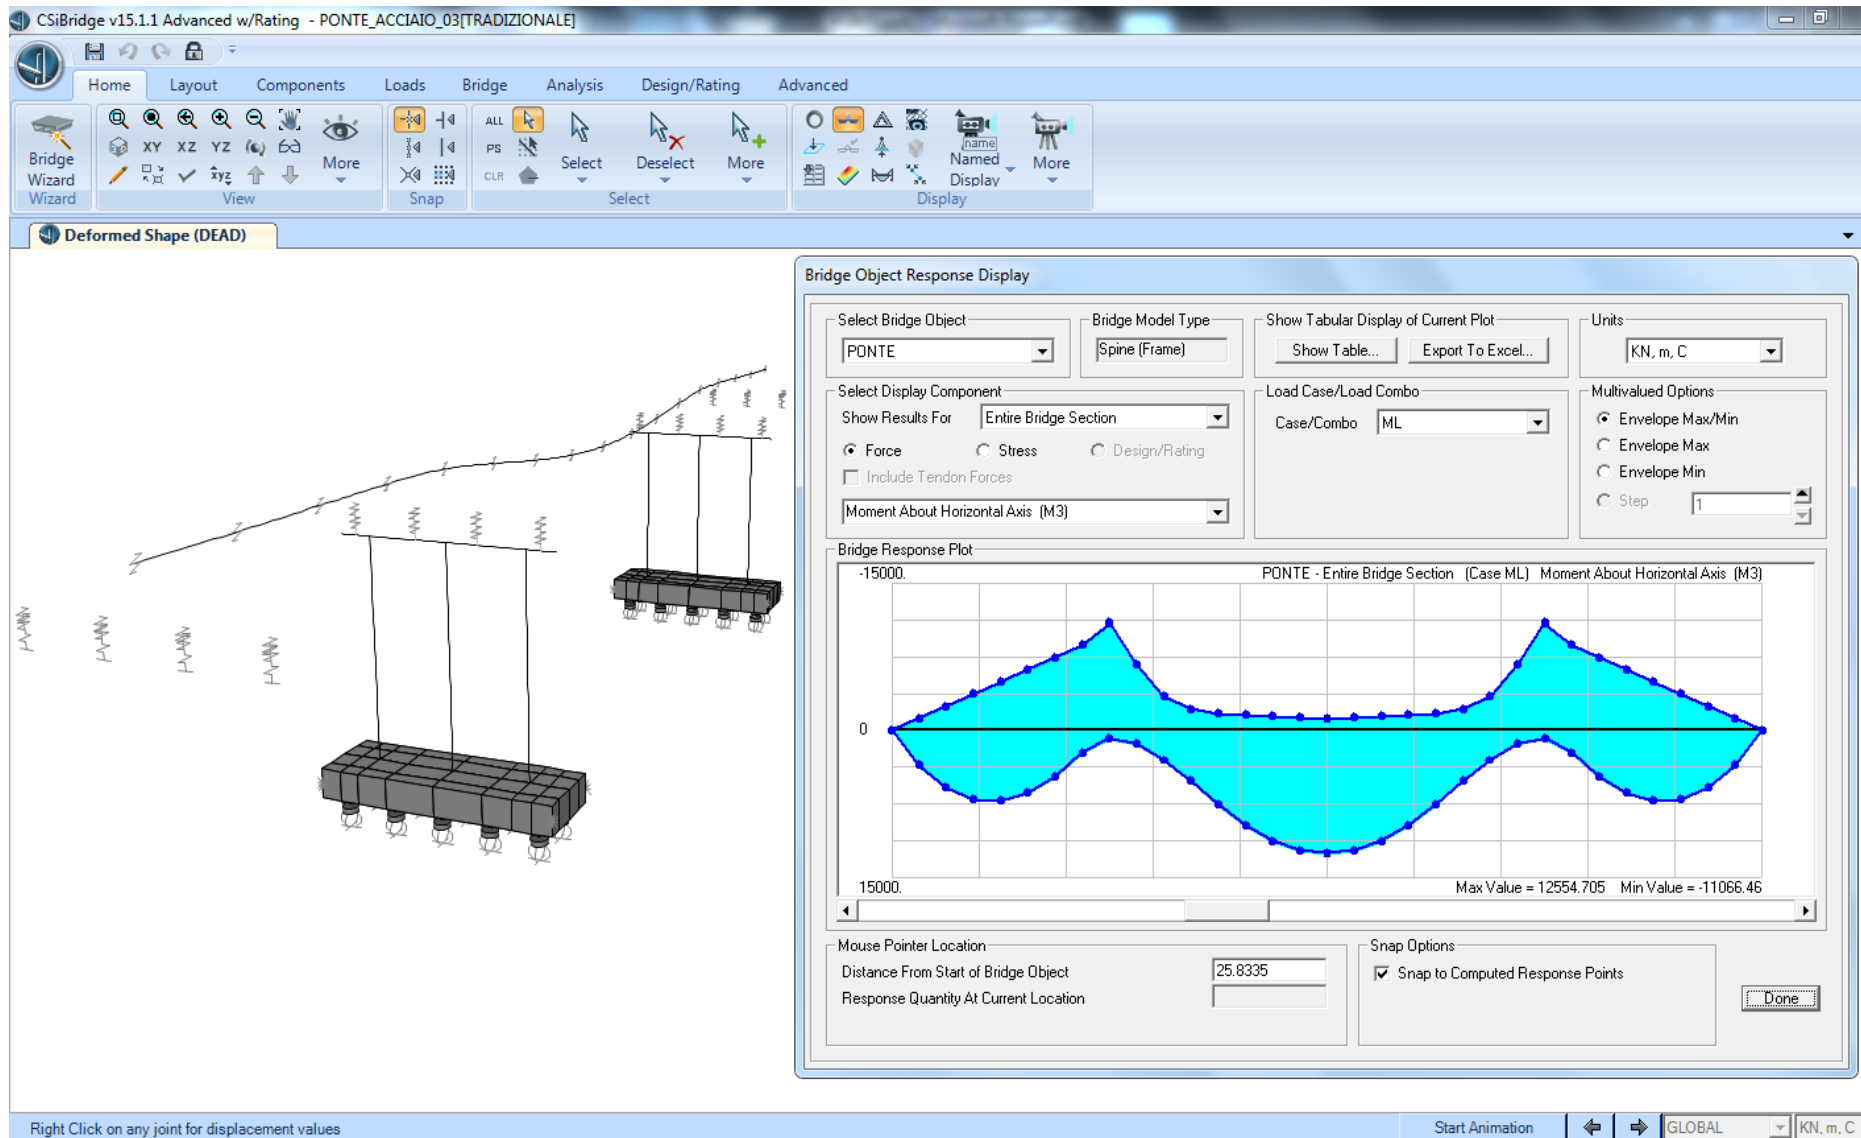 CSiBridge v15.1.1 Advanced w/Rating - PONTE_ACCIAIO_03[TRADIZIONALE]
Home Layout Components Loads Bridge Analysis Design/Rating Advanced
Bridge Wizard
Wizard
XY XZ YZ
xyz
More
View
Snap
ALL
PS
CLR
Select
Deselect
More
Select
name
Named Display
More
Display
Deformed Shape (DEAD)
Bridge Object Response Display
Select Bridge Object
PONTE
Bridge Model Type
Spine (Frame)
Show Tabular Display of Current Plot
Show Table... Export To Excel...
Units
KN, m, C
Select Display Component
Show Results For Entire Bridge Section
Force Stress Design/Rating
Include Tendon Forces
Moment About Horizontal Axis (M3)
Load Case/Load Combo
Case/Combo ML
Multivalued Options
Envelope Max/Min
Envelope Max
Envelope Min
Step 1
Bridge Response Plot
-15000. PONTE - Entire Bridge Section (Case ML) Moment About Horizontal Axis (M3)
0
15000. Max Value = 12554.705 Min Value = -11066.46
Mouse Pointer Location
Distance From Start of Bridge Object 25.8335
Response Quantity At Current Location
Snap Options
Snap to Computed Response Points
Done
Right Click on any joint for displacement values Start Animation GLOBAL KN, m, C